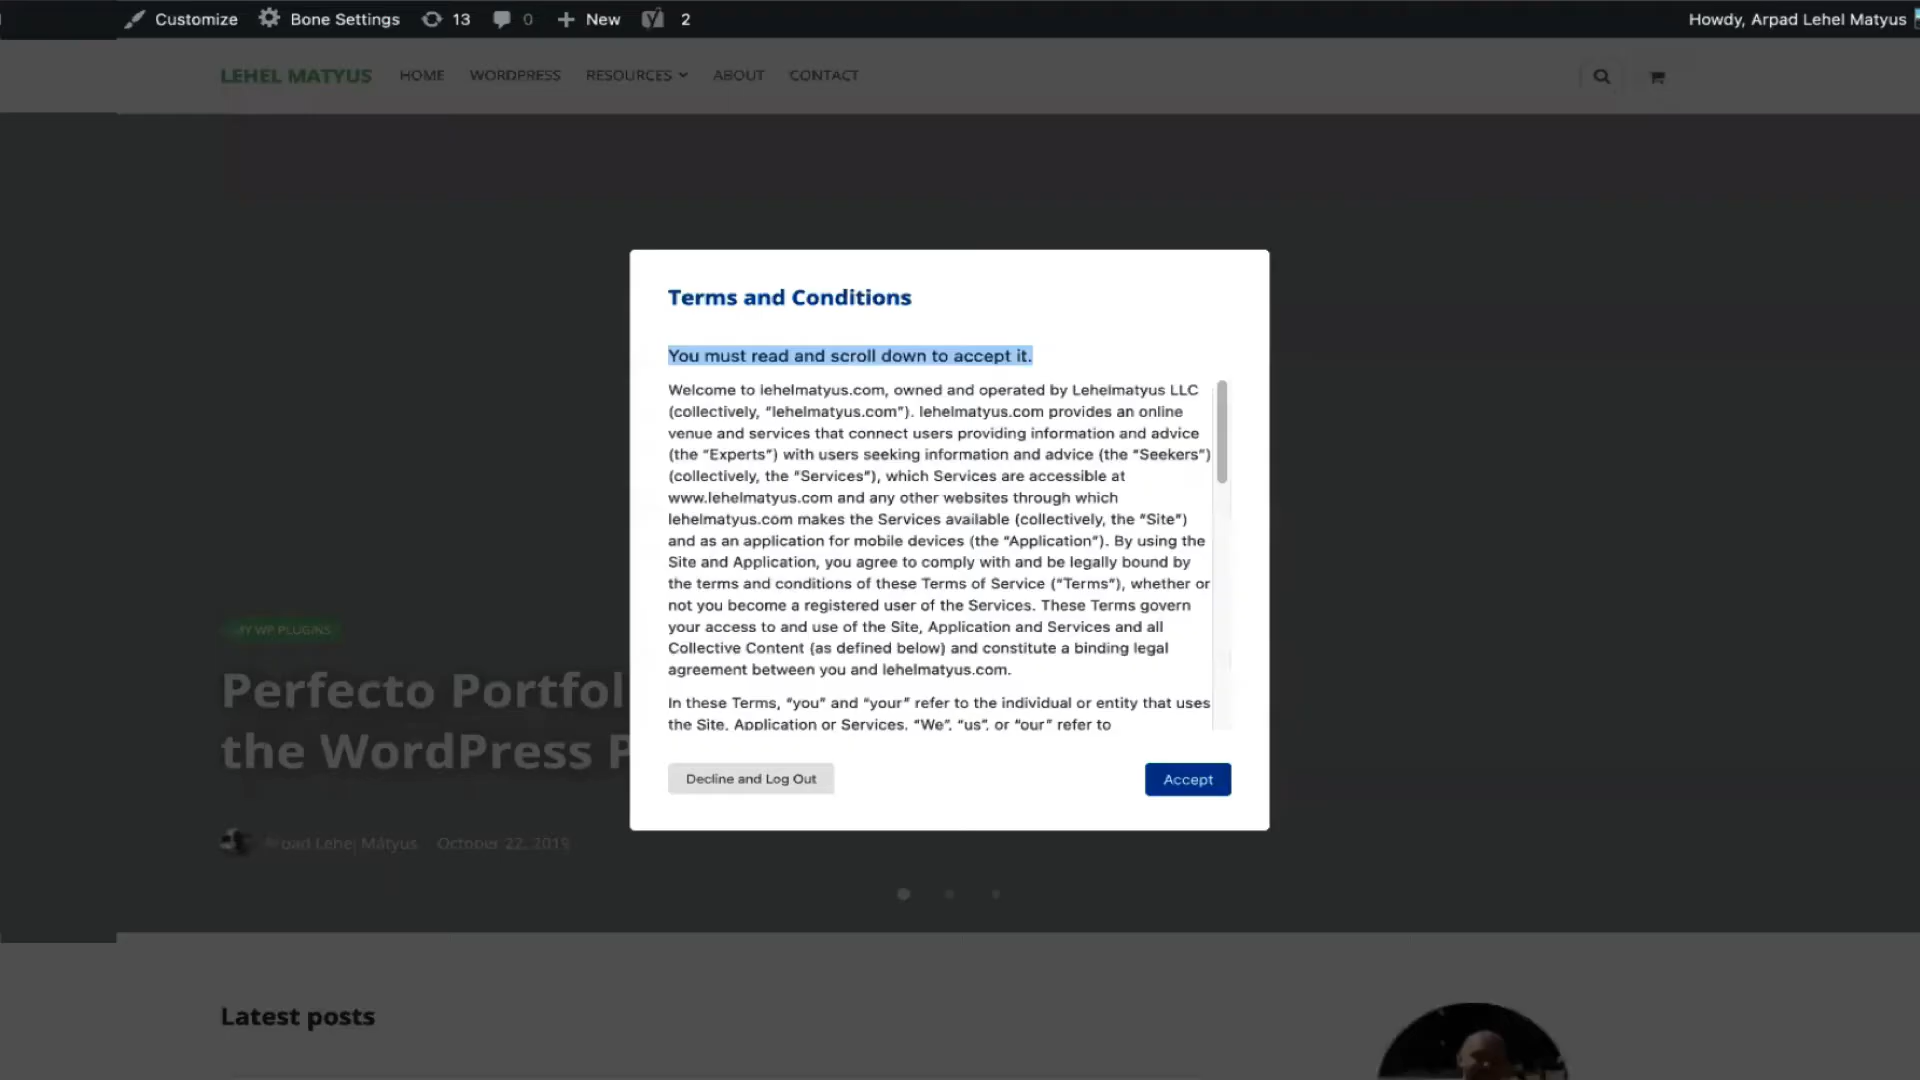 Customize Bone Settings 13 0 New 2 Howdy, Arpad Lehel Matyus
LEHEL MATYUS HOME WORDPRESS RESOURCES ABOUT CONTACT
Terms and Conditions
You must read and scroll down to accept it.
Welcome to lehelmatyus.com, owned and operated by Lehelmatyus LLC
(collectively, “lehelmatyus.com”). lehelmatyus.com provides an online
venue and services that connect users providing information and advice
(the “Experts”) with users seeking information and advice (the “Seekers”)
(collectively, the “Services”), which Services are accessible at
www.lehelmatyus.com and any other websites through which
lehelmatyus.com makes the Services available (collectively, the “Site”)
and as an application for mobile devices (the “Application”). By using the
Site and Application, you agree to comply with and be legally bound by
the terms and conditions of these Terms of Service (“Terms”), whether or
not you become a registered user of the Services. These Terms govern
your access to and use of the Site, Application and Services and all
Collective Content (as defined below) and constitute a binding legal
agreement between you and lehelmatyus.com.
In these Terms, “you” and “your” refer to the individual or entity that uses
the Site, Application or Services. “We”, “us”, or “our” refer to
Decline and Log Out Accept
MY WP PLUGINS
Perfecto Portfol
the WordPress P
Arpad Lehel Mátyus October 22, 2019
Latest posts